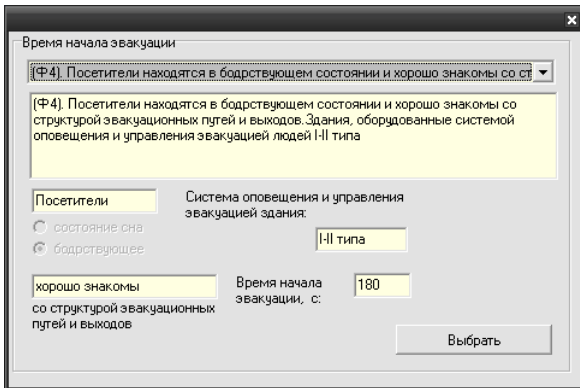 Время начала эвакуации
(Ф4). Посетители находятся в бодрствующем состоянии и хорошо знакомы со ст
(Ф4). Посетители находятся в бодрствующем состоянии и хорошо знакомы со
структурой эвакуационных путей и выходов.Здания, оборудованные системой
оповещения и управления эвакуацией людей I-II типа
Посетители
Система оповещения и управления
эвакуацией здания:
состояние сна
бодрствующее
I-II типа
хорошо знакомы
Время начала
эвакуации, с:
180
со структурой эвакуационных
путей и выходов
Выбрать